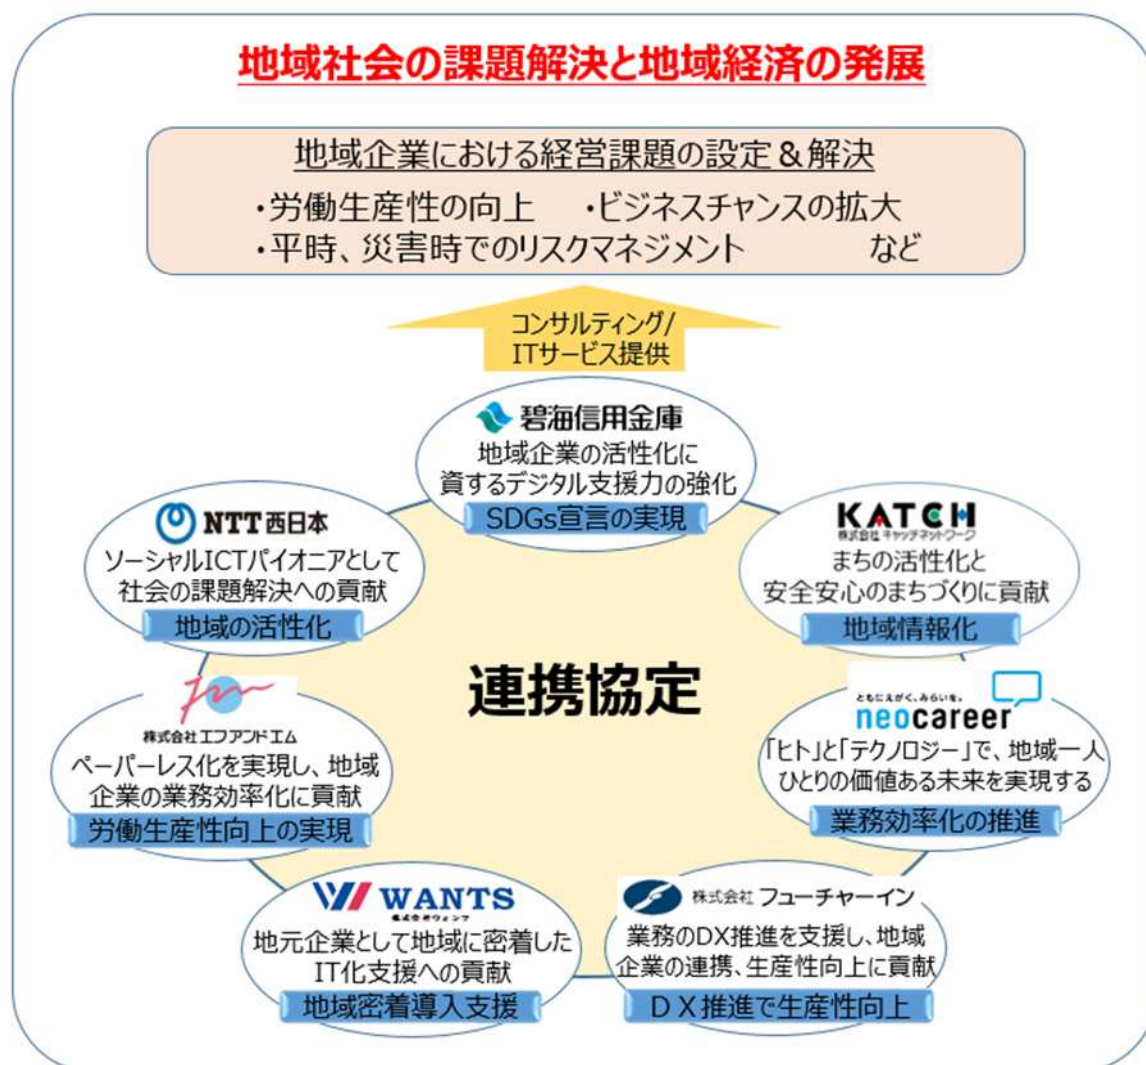 地域社会の課題解決と地域経済の発展
地域企業における経営課題の設定＆解決
・労働生産性の向上　・ビジネスチャンスの拡大
・平時、災害時でのリスクマネジメント　など
コンサルティング/
ITサービス提供
碧海信用金庫
地域企業の活性化に
資するデジタル支援力の強化
SDGs宣言の実現
NTT西日本
ソーシャルICTパイオニアとして
社会の課題解決への貢献
地域の活性化
KATCH
株式会社 キャッチネットワーク
まちの活性化と
安全安心のまちづくりに貢献
地域情報化
連携協定
株式会社エフアンドエム
ペーパーレス化を実現し、地域
企業の業務効率化に貢献
労働生産性向上の実現
ともにえがく、みらいを。
neocareer
「ヒト」と「テクノロジー」で、地域一人
ひとりの価値ある未来を実現する
業務効率化の推進
WANTS
株式会社ウォンツ
地元企業として地域に密着した
IT化支援への貢献
地域密着導入支援
株式会社 フューチャーイン
業務のDX推進を支援し、地域
企業の連携、生産性向上に貢献
ＤＸ推進で生産性向上